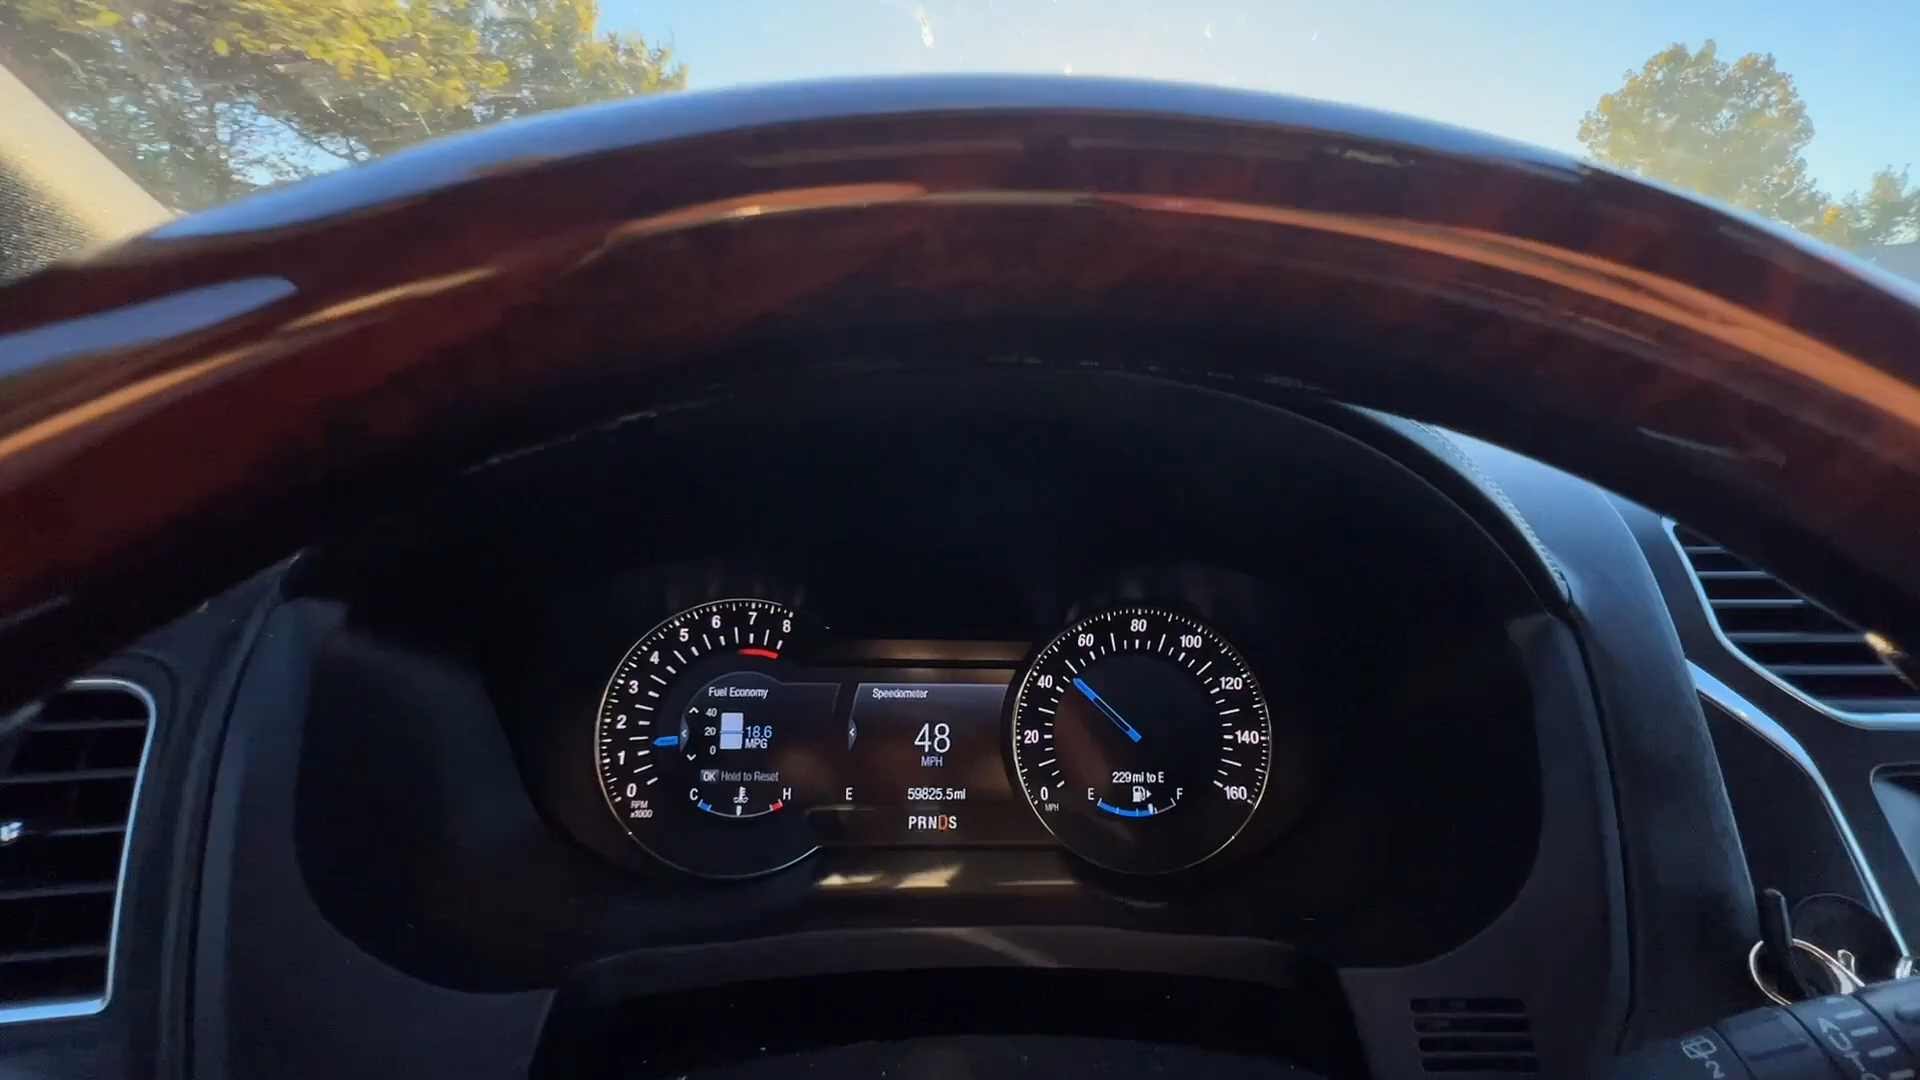 8
7
6
5
4
3
2
1
0
RPM
x1000
Fuel Economy
40
20
0
18.6
MPG
OK Hold to Reset
C H
Speedometer
48
MPH
E
59825.5mi
PRNDS
0
20
40
60
80
100
120
140
160
MPH
229 mi to E
E F
2
AUTO